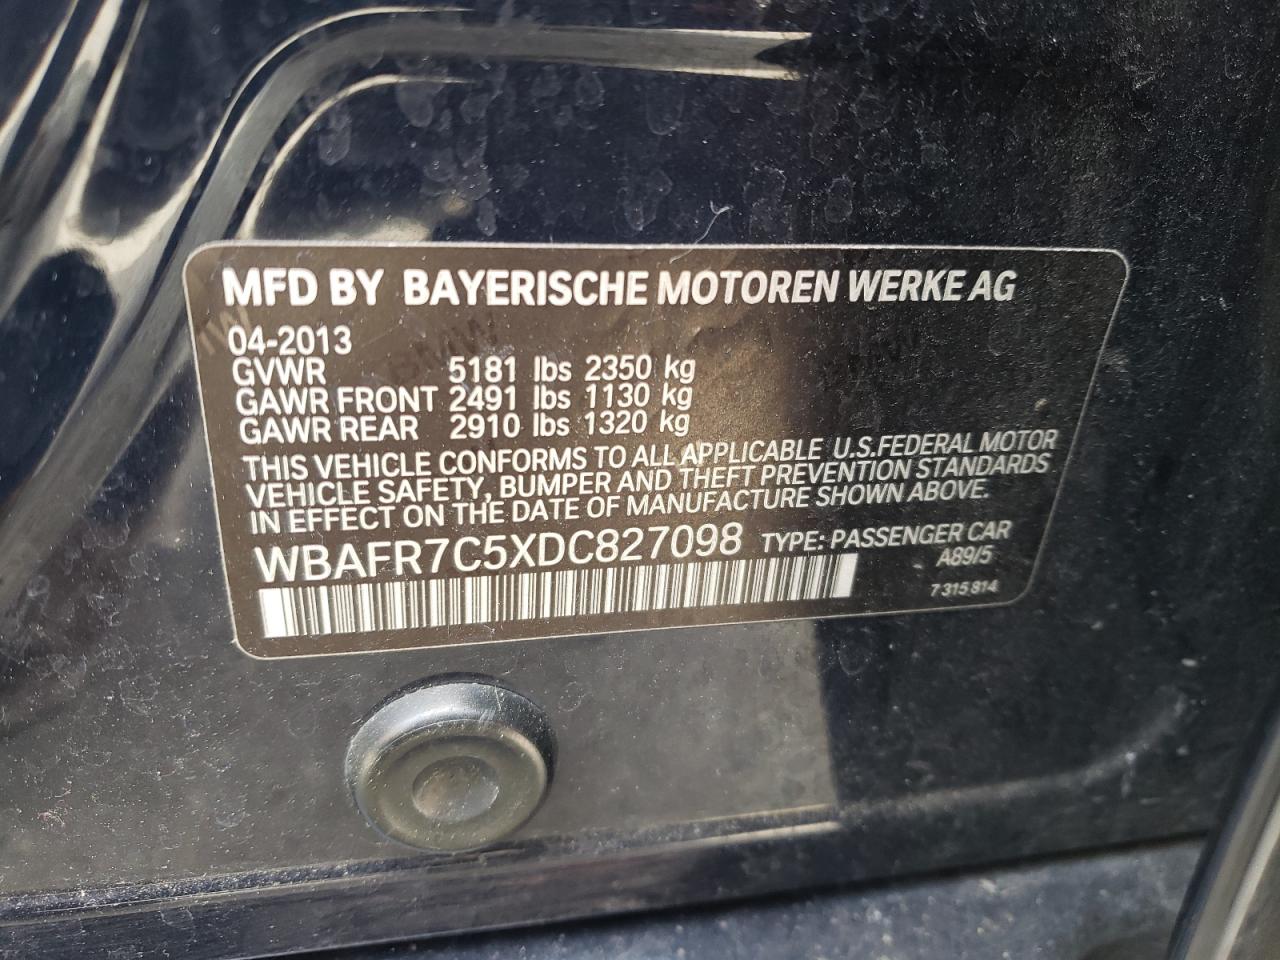 MFD BY BAYERISCHE MOTOREN WERKE AG
04-2013
GVWR 5181 lbs 2350 kg
GAWR FRONT 2491 lbs 1130 kg
GAWR REAR 2910 lbs 1320 kg
THIS VEHICLE CONFORMS TO ALL APPLICABLE U.S.FEDERAL MOTOR
VEHICLE SAFETY, BUMPER AND THEFT PREVENTION STANDARDS
IN EFFECT ON THE DATE OF MANUFACTURE SHOWN ABOVE.
WBAFR7C5XDC827098 TYPE: PASSENGER CAR
A89/5
7 315 814
BMW
BMW